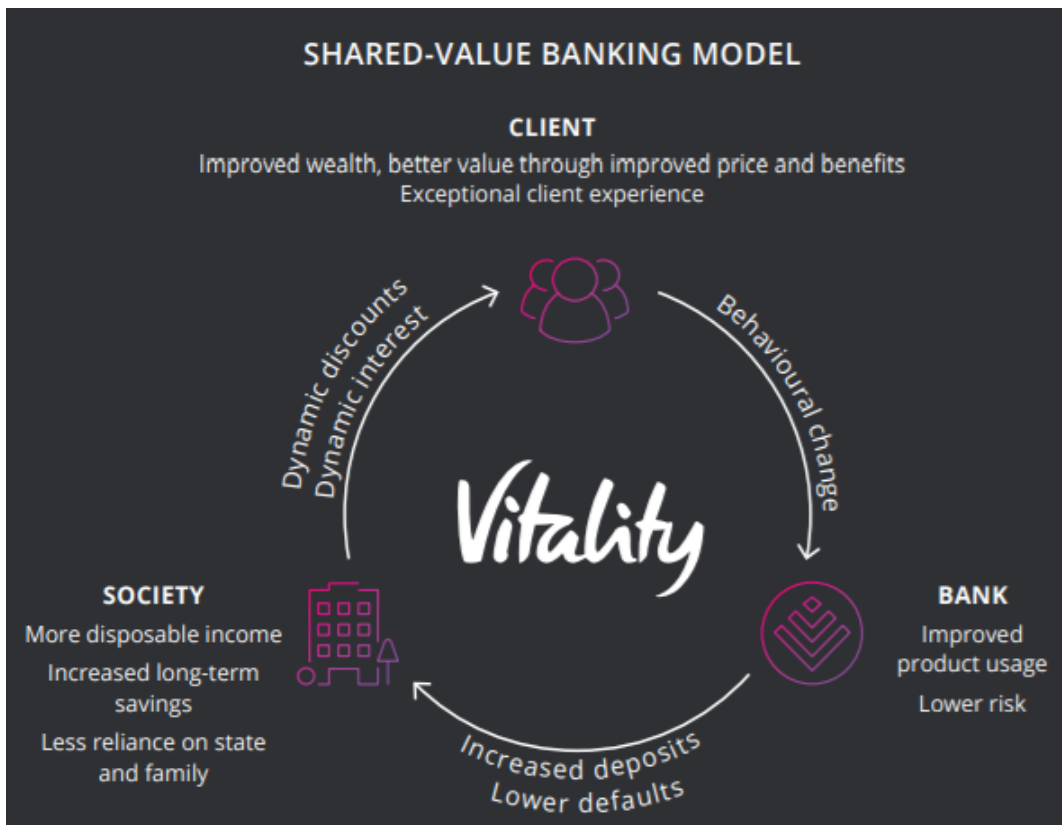 SHARED-VALUE BANKING MODEL
CLIENT
Improved wealth, better value through improved price and benefits
Exceptional client experience
Dynamic discounts
Dynamic interest
Behavioural change
Vitality
SOCIETY
More disposable income
Increased long-term
savings
Less reliance on state
and family
BANK
Improved
product usage
Lower risk
Increased deposits
Lower defaults